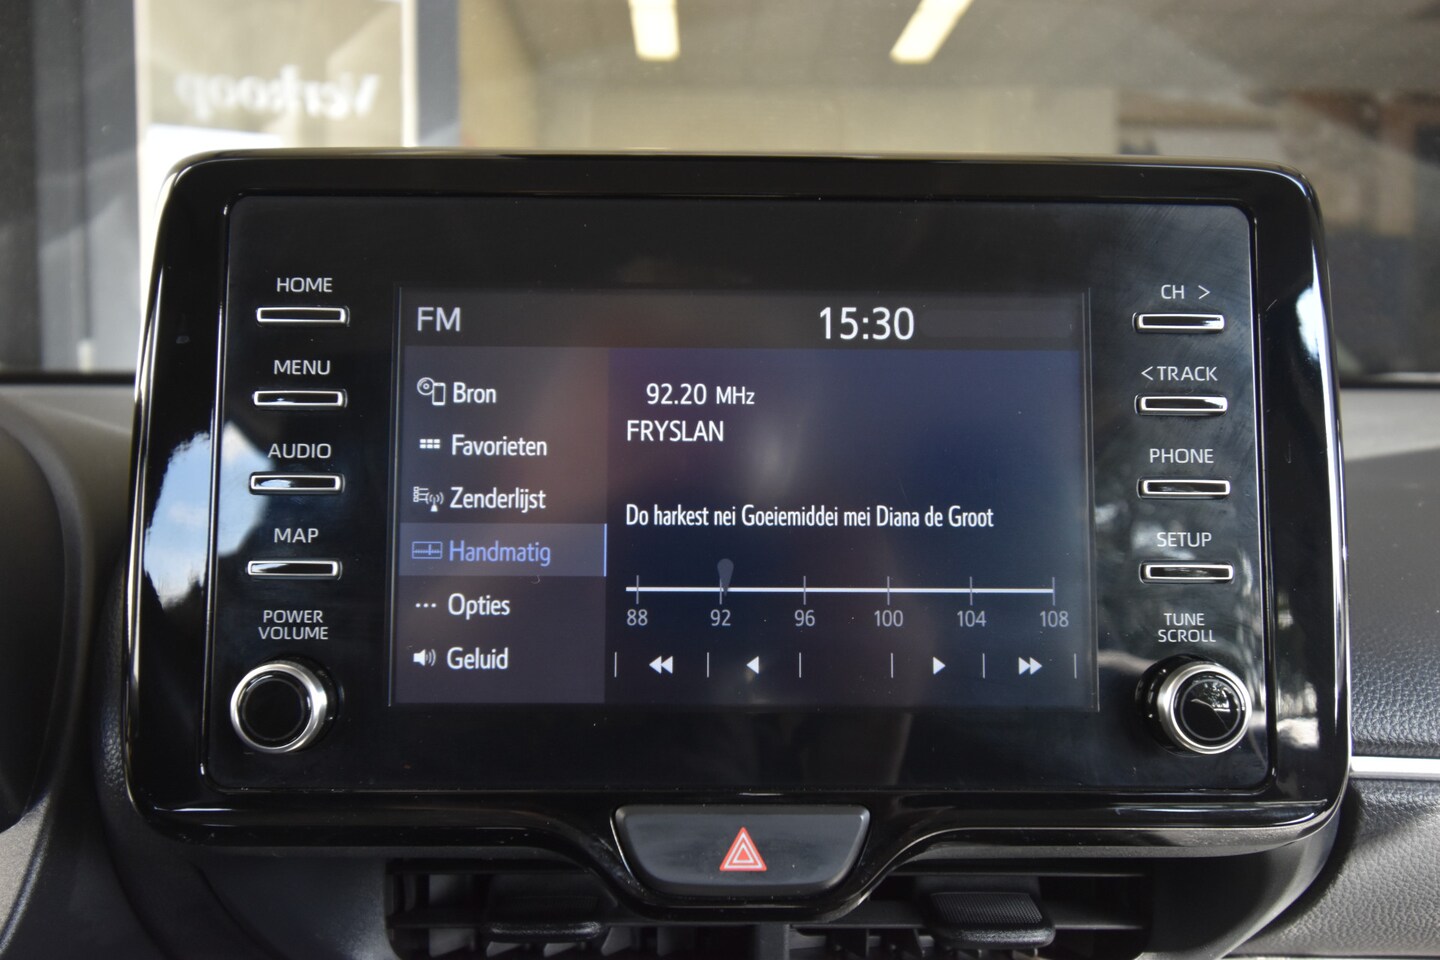 Verkoop
HOME
MENU
AUDIO
MAP
POWER
VOLUME
FM
15:30
Bron
Favorieten
Zenderlijst
Handmatig
Opties
Geluid
92.20 MHz
FRYSLAN
Do harkest nei Goeiemiddei mei Diana de Groot
88 92 96 100 104 108
CH >
< TRACK
PHONE
SETUP
TUNE
SCROLL